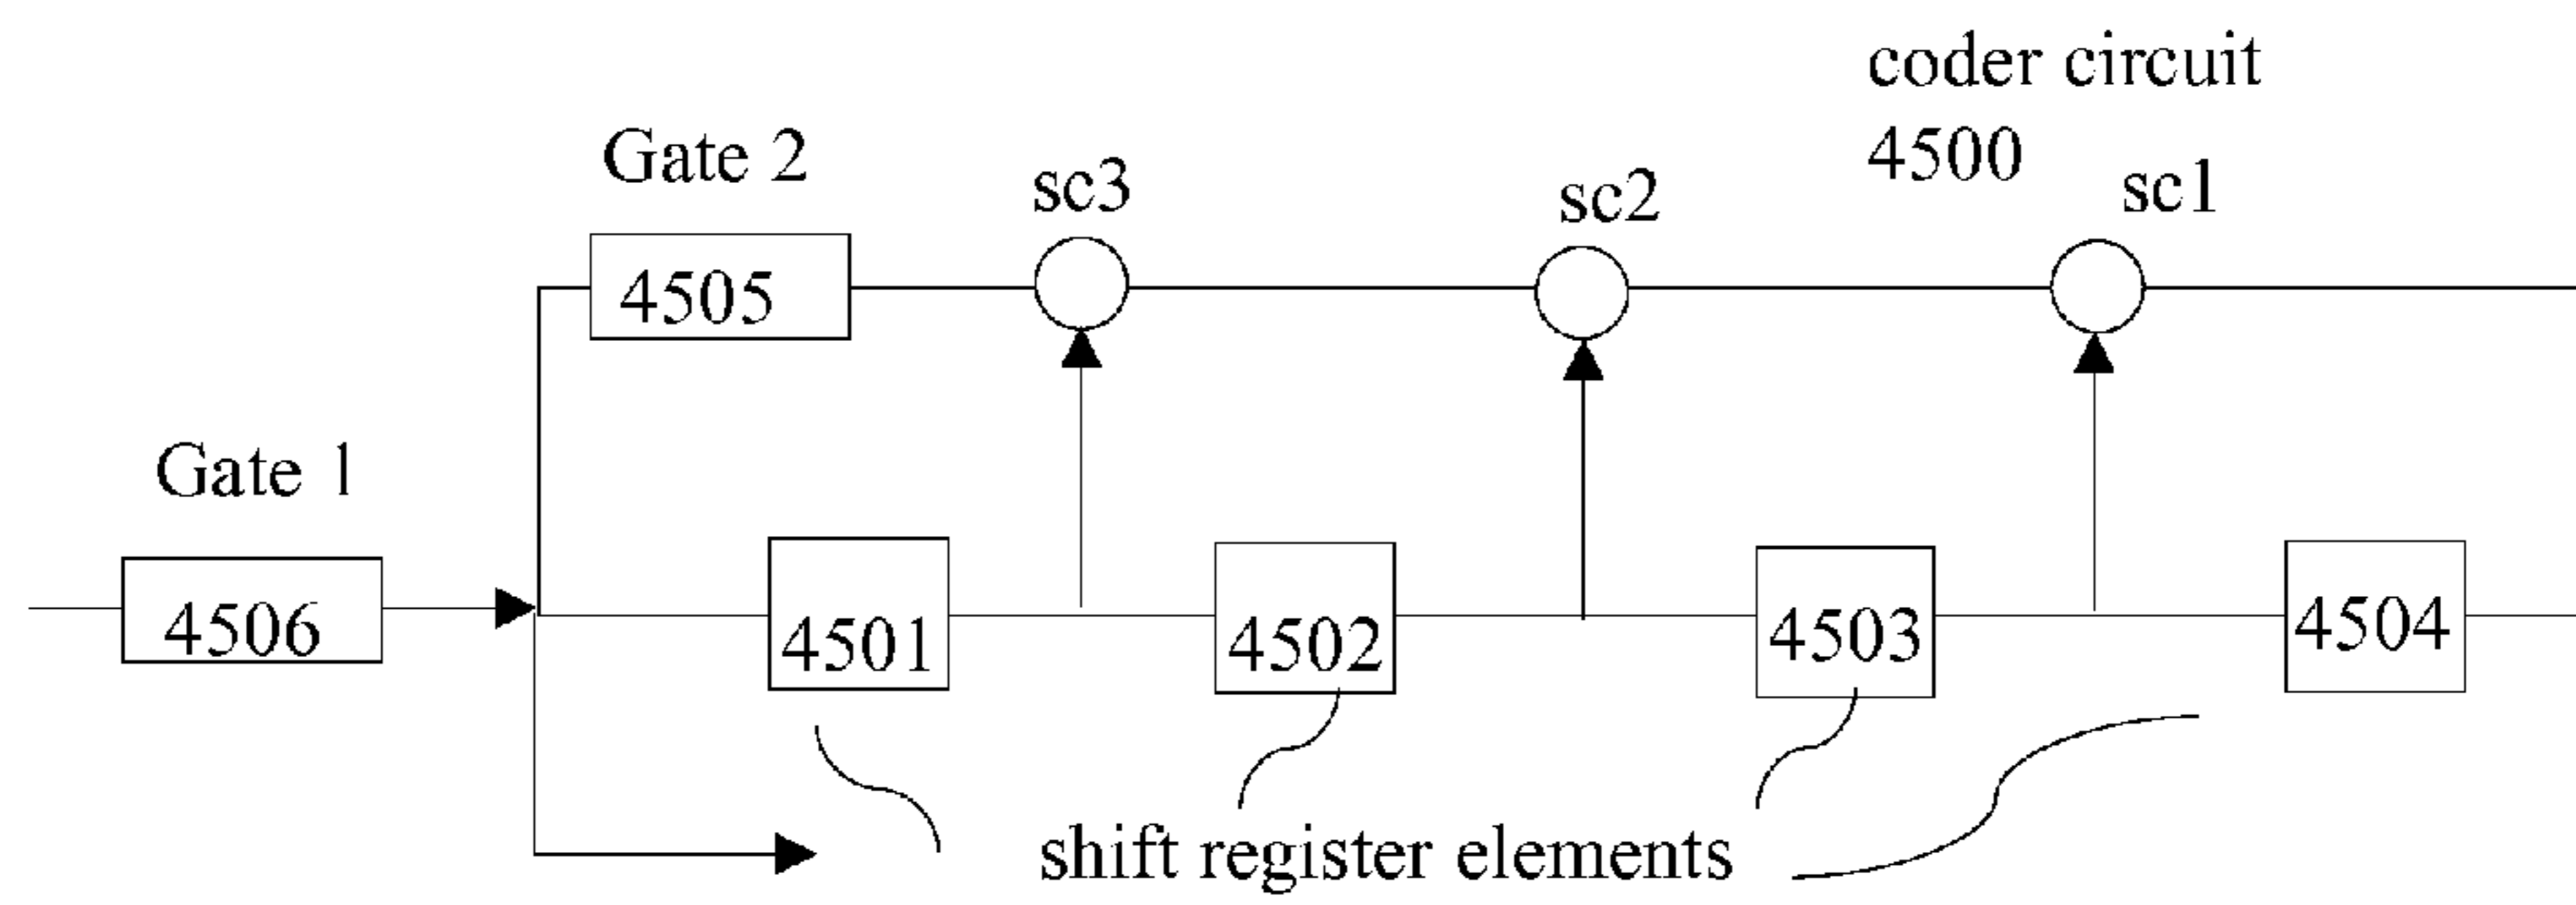 coder circuit
4500
Gate 2
sc3
sc2
sc1
4505
Gate 1
4506
4501
4502
4503
4504
shift register elements